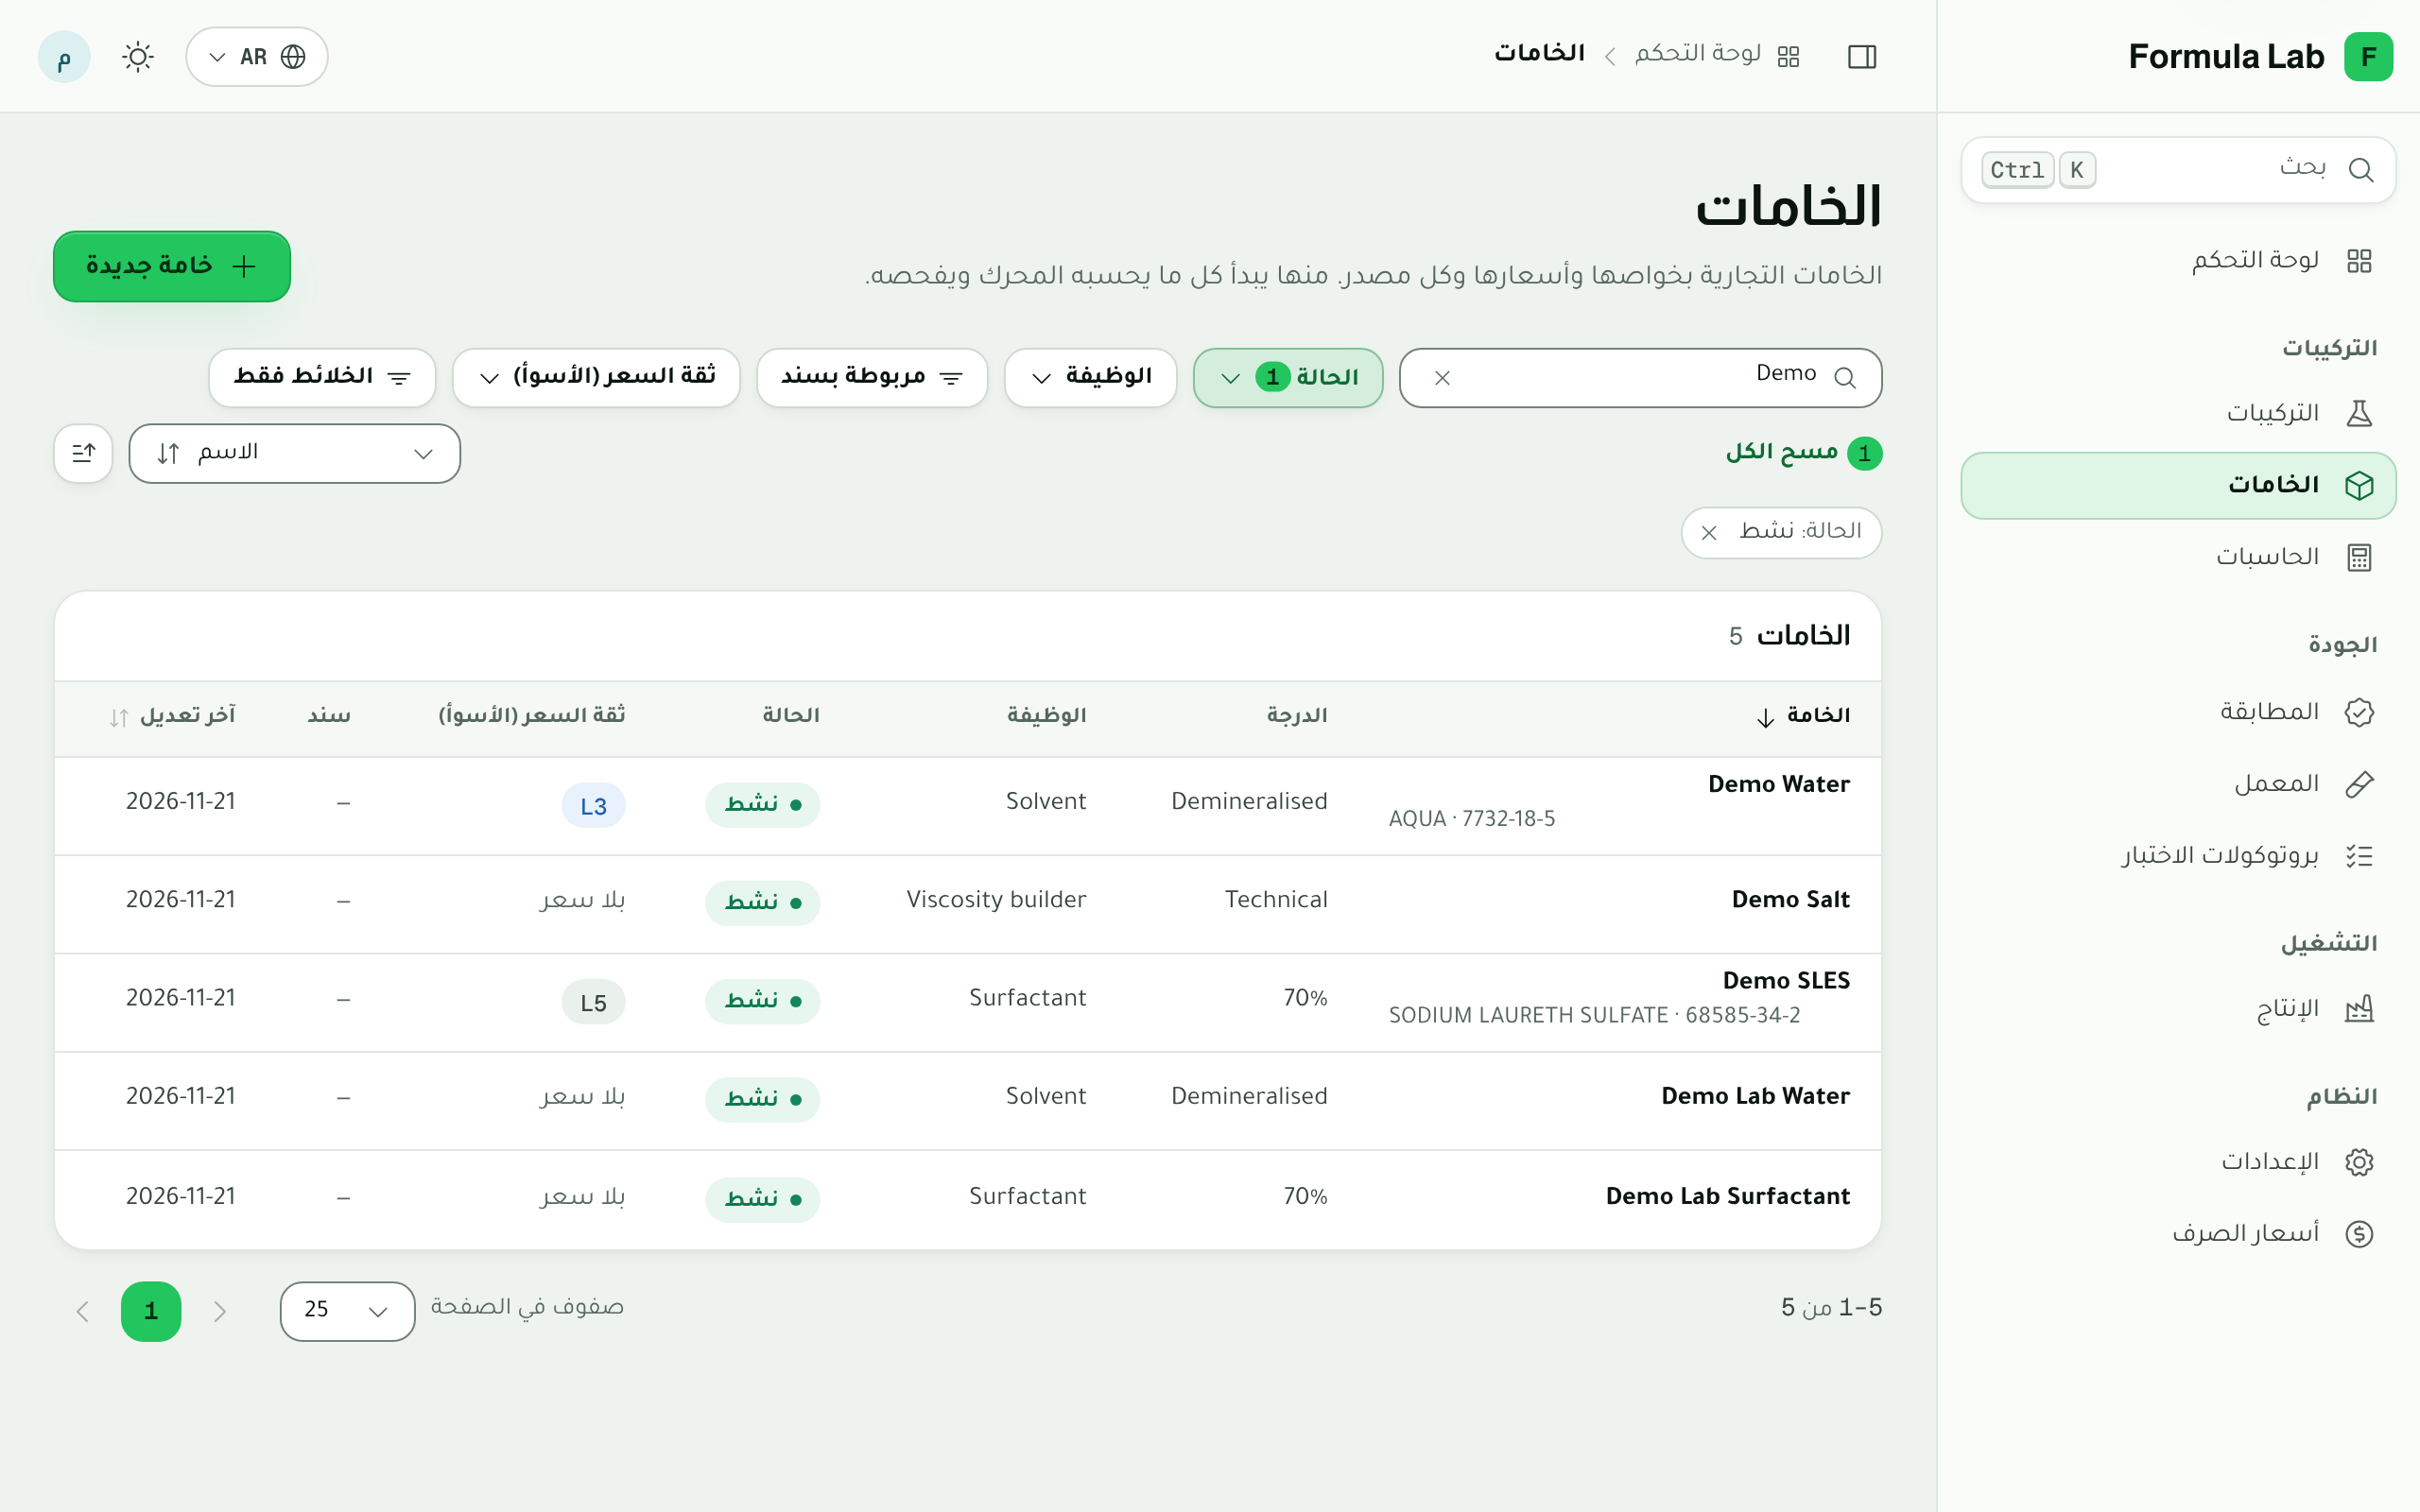 Formula Lab
F
بحث
Ctrl K
لوحة التحكم
التركيبات
التركيبات
الخامات
الحاسبات
الجودة
المطابقة
المعمل
بروتوكولات الاختبار
التشغيل
الإنتاج
النظام
الإعدادات
أسعار الصرف
لوحة التحكم
الخامات
AR
م
الخامات
الخامات التجارية بخواصها وأسعارها وكل مصدر. منها يبدأ كل ما يحسبه المحرك ويفحصه.
خامة جديدة
Demo
الحالة 1
الوظيفة
مربوطة بسند
ثقة السعر (الأسوأ)
الخلائط فقط
1 مسح الكل
الاسم
الحالة: نشط
الخامات 5
الخامة الدرجة الوظيفة الحالة ثقة السعر (الأسوأ) سند آخر تعديل
Demo Water Demineralised Solvent نشط L3 – 2026-11-21
AQUA · 7732-18-5
Demo Salt Technical Viscosity builder نشط بلا سعر – 2026-11-21
Demo SLES 70% Surfactant نشط L5 – 2026-11-21
SODIUM LAURETH SULFATE · 68585-34-2
Demo Lab Water Demineralised Solvent نشط بلا سعر – 2026-11-21
Demo Lab Surfactant 70% Surfactant نشط بلا سعر – 2026-11-21
1–5 من 5
صفوف في الصفحة
25
1